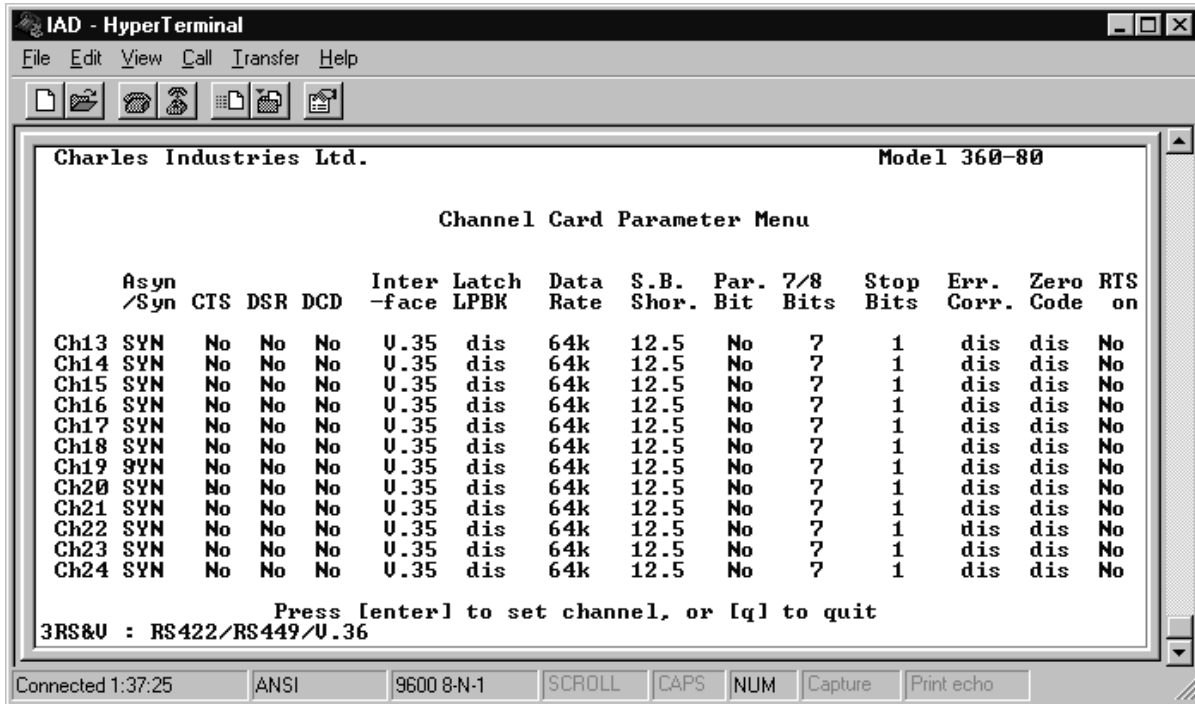 IAD - HyperTerminal
File Edit View Call Transfer Help
Charles Industries Ltd. Model 360-80
Channel Card Parameter Menu
Asyn Inter Latch Data S.B. Par. 7/8 Stop Err. Zero RTS
/Syn CTS DSR DCD -face LPBK Rate Shor. Bit Bits Bits Corr. Code on
Ch13 SYN No No No V.35 dis 64k 12.5 No 7 1 dis dis No
Ch14 SYN No No No V.35 dis 64k 12.5 No 7 1 dis dis No
Ch15 SYN No No No V.35 dis 64k 12.5 No 7 1 dis dis No
Ch16 SYN No No No V.35 dis 64k 12.5 No 7 1 dis dis No
Ch17 SYN No No No V.35 dis 64k 12.5 No 7 1 dis dis No
Ch18 SYN No No No V.35 dis 64k 12.5 No 7 1 dis dis No
Ch19 SYN No No No V.35 dis 64k 12.5 No 7 1 dis dis No
Ch20 SYN No No No V.35 dis 64k 12.5 No 7 1 dis dis No
Ch21 SYN No No No V.35 dis 64k 12.5 No 7 1 dis dis No
Ch22 SYN No No No V.35 dis 64k 12.5 No 7 1 dis dis No
Ch23 SYN No No No V.35 dis 64k 12.5 No 7 1 dis dis No
Ch24 SYN No No No V.35 dis 64k 12.5 No 7 1 dis dis No
Press [enter] to set channel, or [q] to quit
3RS&V : RS422/RS449/V.36
Connected 1:37:25 ANSI 9600 8-N-1 SCROLL CAPS NUM Capture Print echo